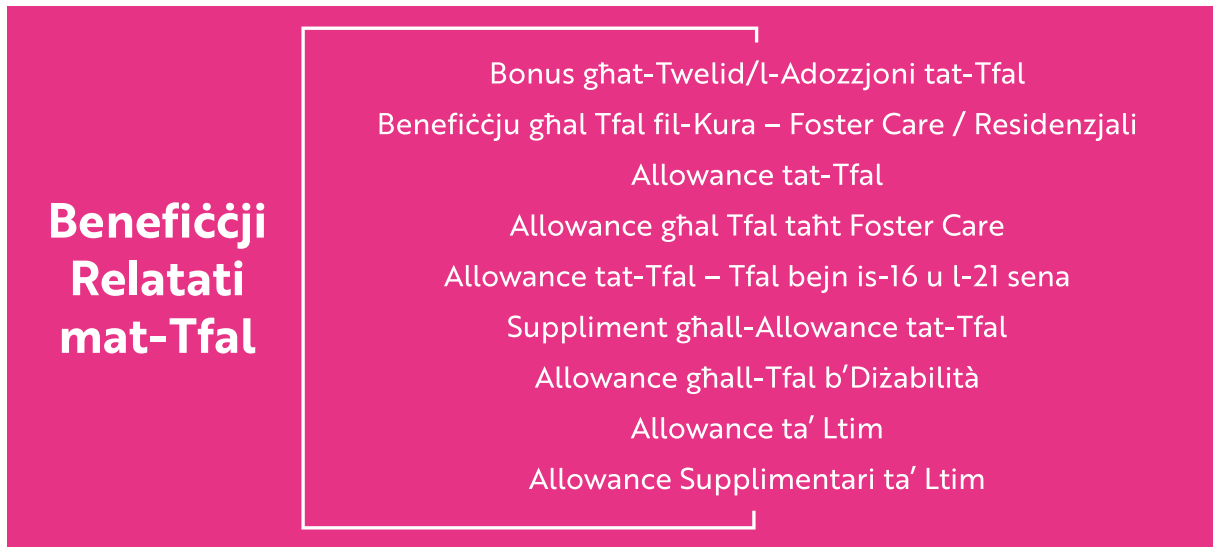 Benefiċċji
Relatati
mat-Tfal
Bonus għat-Twelid/l-Adozzjoni tat-Tfal
Benefiċċju għal Tfal fil-Kura – Foster Care / Residenzjali
Allowance tat-Tfal
Allowance għal Tfal taħt Foster Care
Allowance tat-Tfal – Tfal bejn is-16 u l-21 sena
Suppliment għall-Allowance tat-Tfal
Allowance għall-Tfal b’Diżabilità
Allowance ta’ Ltim
Allowance Supplimentari ta’ Ltim